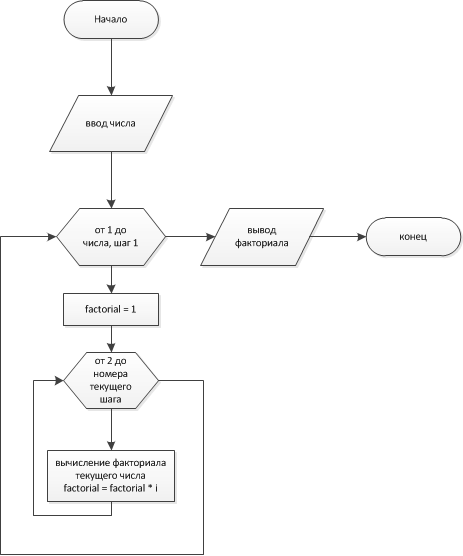 Начало
ввод числа
от 1 до
числа, шаг 1
вывод
факториала
конец
factorial = 1
от 2 до
номера
текущего
шага
вычисление факториала
текущего числа
factorial = factorial * i